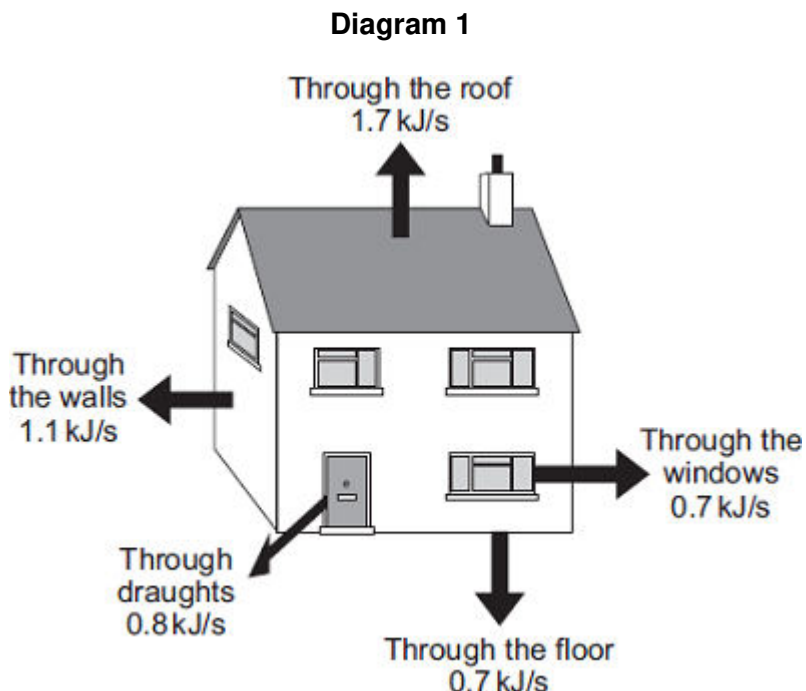 Diagram 1
Through the roof
1.7 kJ/s
Through
the walls
1.1 kJ/s
Through the
windows
0.7 kJ/s
Through
draughts
0.8 kJ/s
Through the floor
0.7 kJ/s